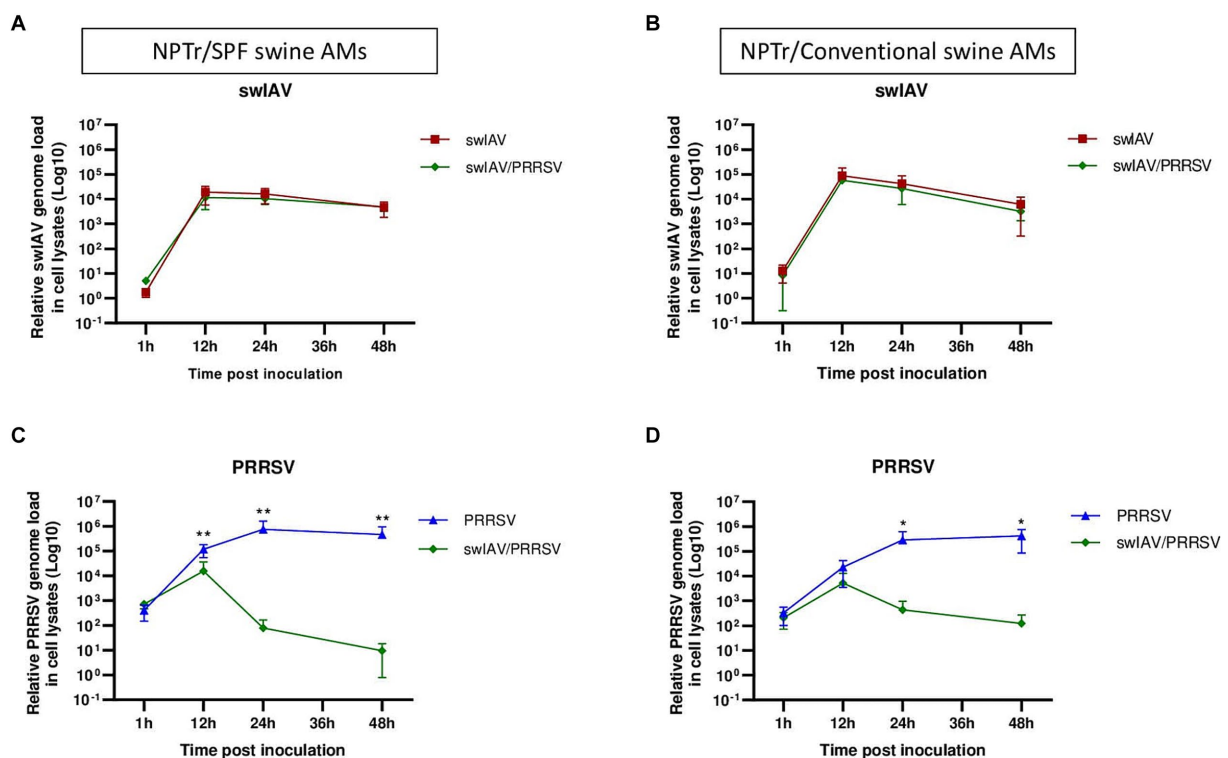 A
NPTr/SPF swine AMs
swIAV
Relative swIAV genome load
in cell lysates (Log10)
10^7
10^6
10^5
10^4
10^3
10^2
10^1
10^0
10^-1
1h 12h 24h 36h 48h
Time post inoculation
swIAV
swIAV/PRRSV
B
NPTr/Conventional swine AMs
swIAV
Relative swIAV genome load
in cell lysates (Log10)
10^7
10^6
10^5
10^4
10^3
10^2
10^1
10^0
10^-1
1h 12h 24h 36h 48h
Time post inoculation
swIAV
swIAV/PRRSV
C
PRRSV
Relative PRRSV genome load
in cell lysates (Log10)
10^7
10^6
10^5
10^4
10^3
10^2
10^1
10^0
10^-1
** ** **
1h 12h 24h 36h 48h
Time post inoculation
PRRSV
swIAV/PRRSV
D
PRRSV
Relative PRRSV genome load
in cell lysates (Log10)
10^7
10^6
10^5
10^4
10^3
10^2
10^1
10^0
10^-1
* *
1h 12h 24h 36h 48h
Time post inoculation
PRRSV
swIAV/PRRSV